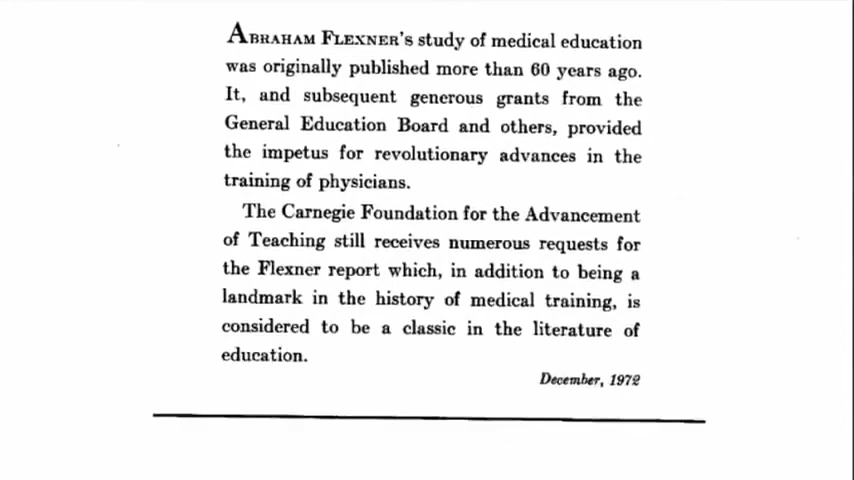 ABRAHAM FLEXNER's study of medical education
was originally published more than 60 years ago.
It, and subsequent generous grants from the
General Education Board and others, provided
the impetus for revolutionary advances in the
training of physicians.
The Carnegie Foundation for the Advancement
of Teaching still receives numerous requests for
the Flexner report which, in addition to being a
landmark in the history of medical training, is
considered to be a classic in the literature of
education.
December, 1972